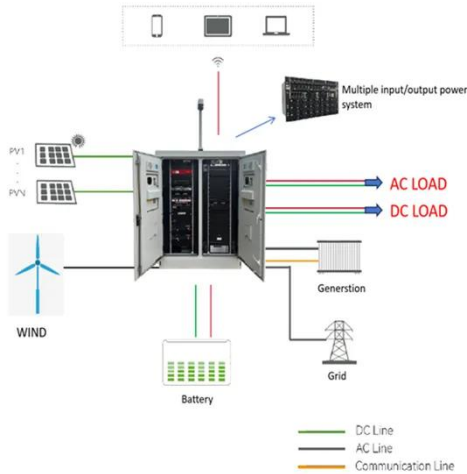 Multiple input/output power
system
PV1
PVN
AC LOAD
DC LOAD
WIND
Generstion
Grid
Battery
DC Line
AC Line
Communication Line